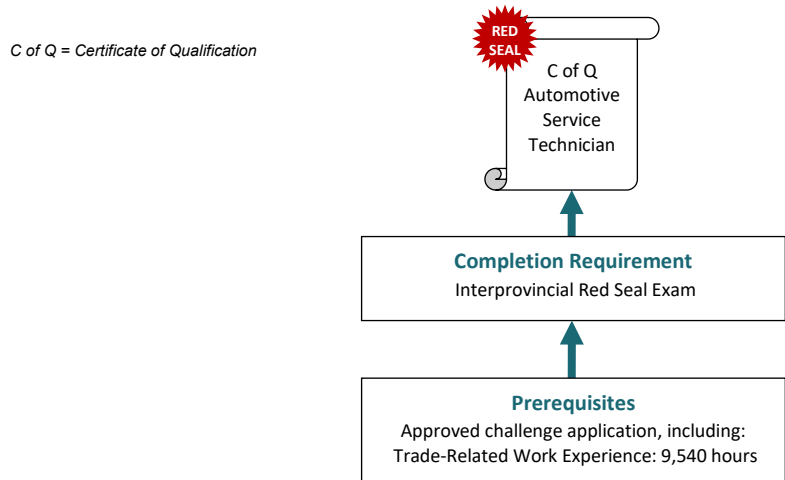 C of Q = Certificate of Qualification
RED
SEAL
C of Q
Automotive
Service
Technician
Completion Requirement
Interprovincial Red Seal Exam
Prerequisites
Approved challenge application, including:
Trade-Related Work Experience: 9,540 hours